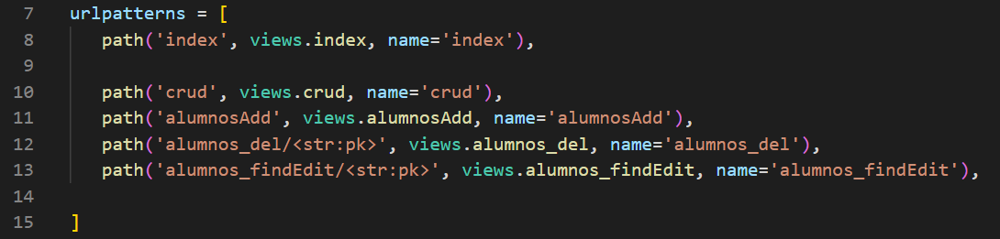 7 urlpatterns = [
8 path('index', views.index, name='index'),
9
10 path('crud', views.crud, name='crud'),
11 path('alumnosAdd', views.alumnosAdd, name='alumnosAdd'),
12 path('alumnos_del/<str:pk>', views.alumnos_del, name='alumnos_del'),
13 path('alumnos_findEdit/<str:pk>', views.alumnos_findEdit, name='alumnos_findEdit'),
14
15 ]